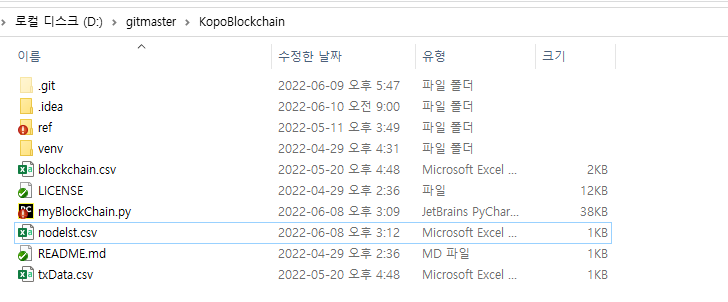 로컬 디스크 (D:) > gitmaster > KopoBlockchain
이름 수정한 날짜 유형 크기
.git 2022-06-09 오후 5:47 파일 폴더
.idea 2022-06-10 오전 9:00 파일 폴더
ref 2022-05-11 오후 3:49 파일 폴더
venv 2022-04-29 오후 4:31 파일 폴더
blockchain.csv 2022-05-20 오후 4:48 Microsoft Excel ... 2KB
LICENSE 2022-04-29 오후 2:36 파일 12KB
myBlockChain.py 2022-06-08 오후 3:09 JetBrains PyChar... 38KB
nodelst.csv 2022-06-08 오후 3:12 Microsoft Excel ... 1KB
README.md 2022-04-29 오후 2:36 MD 파일 1KB
txData.csv 2022-05-20 오후 4:48 Microsoft Excel ... 1KB